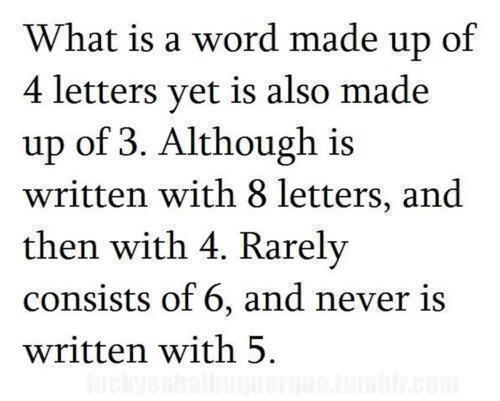 What is a word made up of
4 letters yet is also made
up of 3. Although is
written with 8 letters, and
then with 4. Rarely
consists of 6, and never is
written with 5.
fuckyeahalbuquerque.tumblr.com